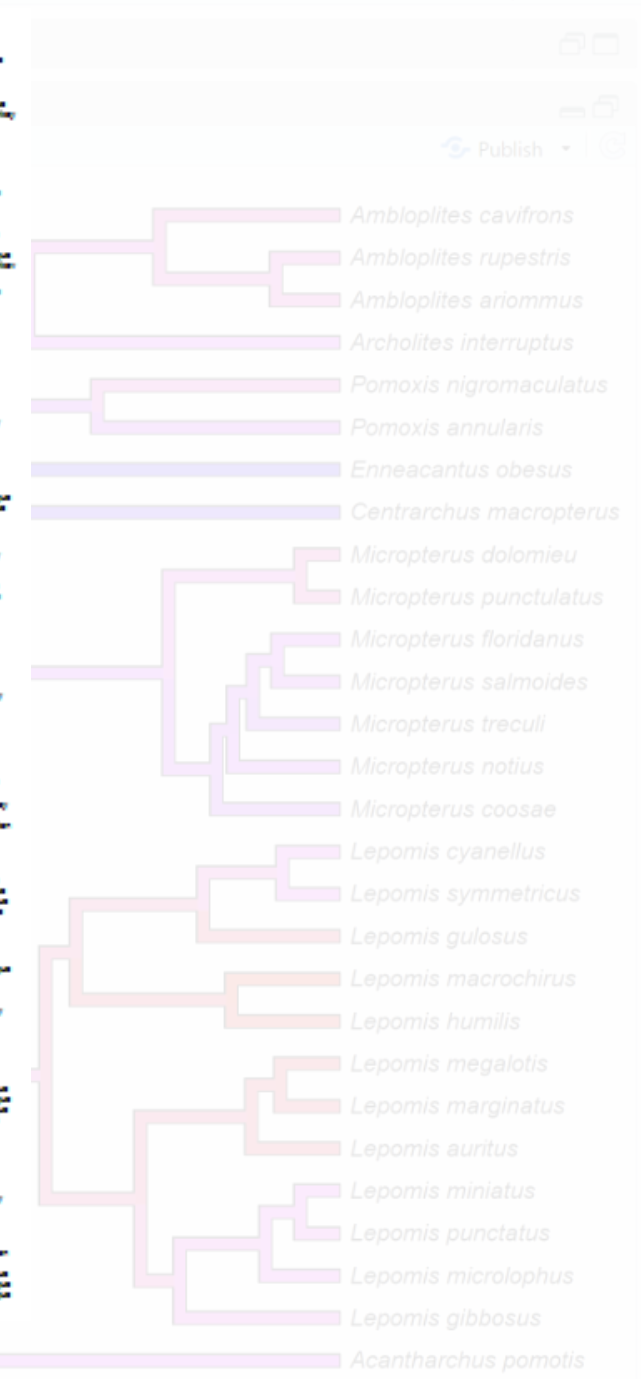 Publish
Ambloplites cavifrons
Ambloplites rupestris
Ambloplites ariommus
Archolites interruptus
Pomoxis nigromaculatus
Pomoxis annularis
Enneacantus obesus
Centrarchus macropterus
Micropterus dolomieu
Micropterus punctulatus
Micropterus floridanus
Micropterus salmoides
Micropterus treculi
Micropterus notius
Micropterus coosae
Lepomis cyanellus
Lepomis symmetricus
Lepomis gulosus
Lepomis macrochirus
Lepomis humilis
Lepomis megalotis
Lepomis marginatus
Lepomis auritus
Lepomis miniatus
Lepomis punctatus
Lepomis microlophus
Lepomis gibbosus
Acantharchus pomotis